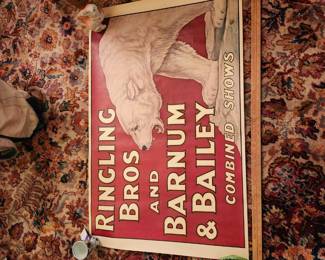 RINGLING
BROS
AND
BARNUM
& BAILEY
COMBINED SHOWS